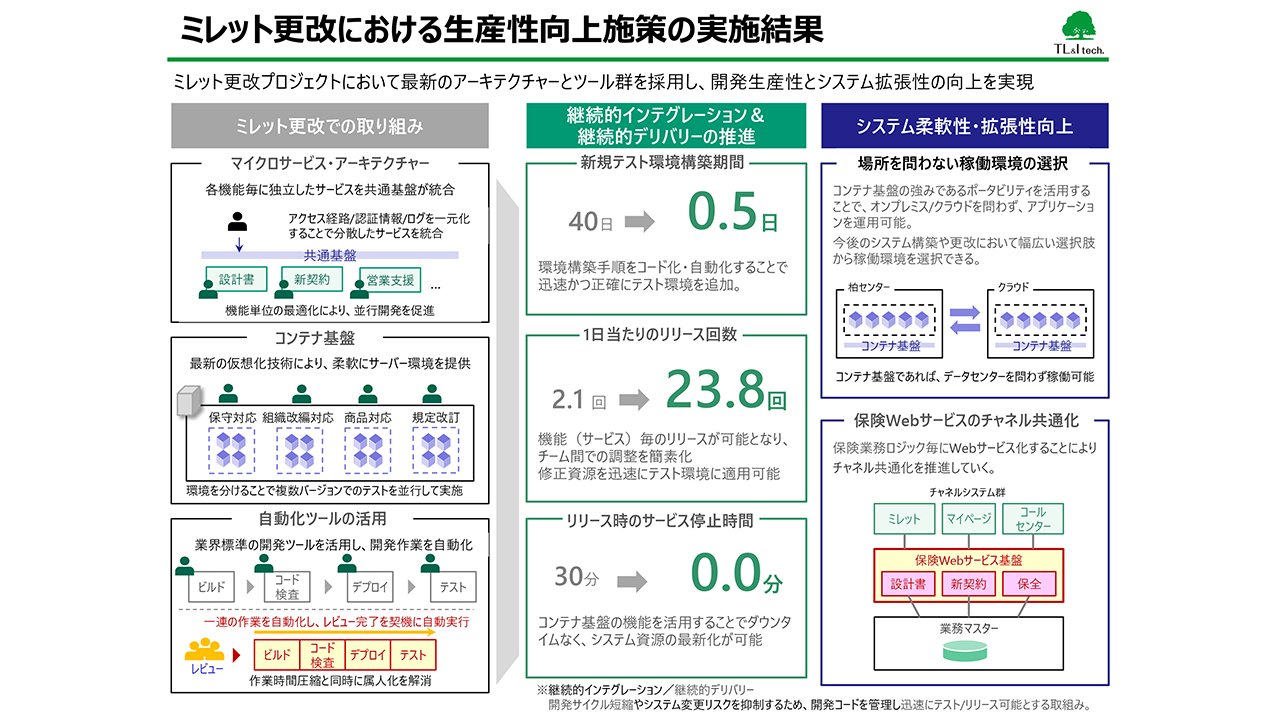 ミレット更改における生産性向上施策の実施結果
TL&I tech.
ミレット更改プロジェクトにおいて最新のアーキテクチャーとツール群を採用し、開発生産性とシステム拡張性の向上を実現
ミレット更改での取り組み
マイクロサービス・アーキテクチャー
各機能毎に独立したサービスを共通基盤が統合
アクセス経路/認証情報/ログを一元化
することで分散したサービスを統合
共通基盤
設計書
新契約
営業支援
…
機能単位の最適化により、並行開発を促進
コンテナ基盤
最新の仮想化技術により、柔軟にサーバー環境を提供
保守対応
組織改編対応
商品対応
規定改訂
環境を分けることで複数バージョンでのテストを並行して実施
自動化ツールの活用
業界標準の開発ツールを活用し、開発作業を自動化
ビルド
コード
検査
デプロイ
テスト
一連の作業を自動化し、レビュー完了を契機に自動実行
レビュー
ビルド
コード
検査
デプロイ
テスト
作業時間圧縮と同時に属人化を解消
継続的インテグレーション &
継続的デリバリーの推進
新規テスト環境構築期間
40日
0.5日
環境構築手順をコード化・自動化することで
迅速かつ正確にテスト環境を追加。
1日当たりのリリース回数
2.1 回
23.8回
機能（サービス）毎のリリースが可能となり、
チーム間での調整を簡素化
修正資源を迅速にテスト環境に適用可能
リリース時のサービス停止時間
30分
0.0分
コンテナ基盤の機能を活用することでダウン
タイムなく、システム資源の最新化が可能
システム柔軟性・拡張性向上
場所を問わない稼働環境の選択
コンテナ基盤の強みであるポータビリティを活用する
ことで、オンプレミス/クラウドを問わず、アプリケーション
を運用可能。
今後のシステム構築や更改において幅広い選択肢
から稼働環境を選択できる。
柏センター
コンテナ基盤
クラウド
コンテナ基盤
コンテナ基盤であれば、データセンターを問わず稼働可能
保険Webサービスのチャネル共通化
保険業務ロジック毎にWebサービス化することにより
チャネル共通化を推進していく。
チャネルシステム群
ミレット
マイページ
コール
センター
保険Webサービス基盤
設計書
新契約
保全
業務マスター
※継続的インテグレーション／継続的デリバリー
開発サイクル短縮やシステム変更リスクを抑制するため、開発コードを管理し迅速にテスト/リリース可能とする取組み。